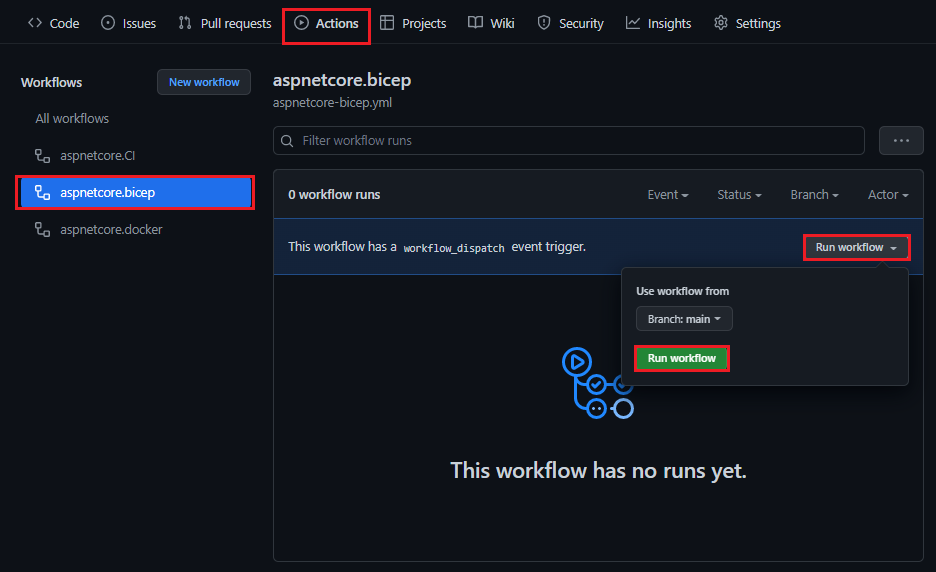 Code Issues Pull requests Actions Projects Wiki Security Insights Settings
Workflows
New workflow
All workflows
aspnetcore.CI
aspnetcore.bicep
aspnetcore.docker
aspnetcore.bicep
aspnetcore-bicep.yml
Filter workflow runs
...
0 workflow runs Event Status Branch Actor
This workflow has a workflow_dispatch event trigger. Run workflow
Use workflow from
Branch: main
Run workflow
This workflow has no runs yet.